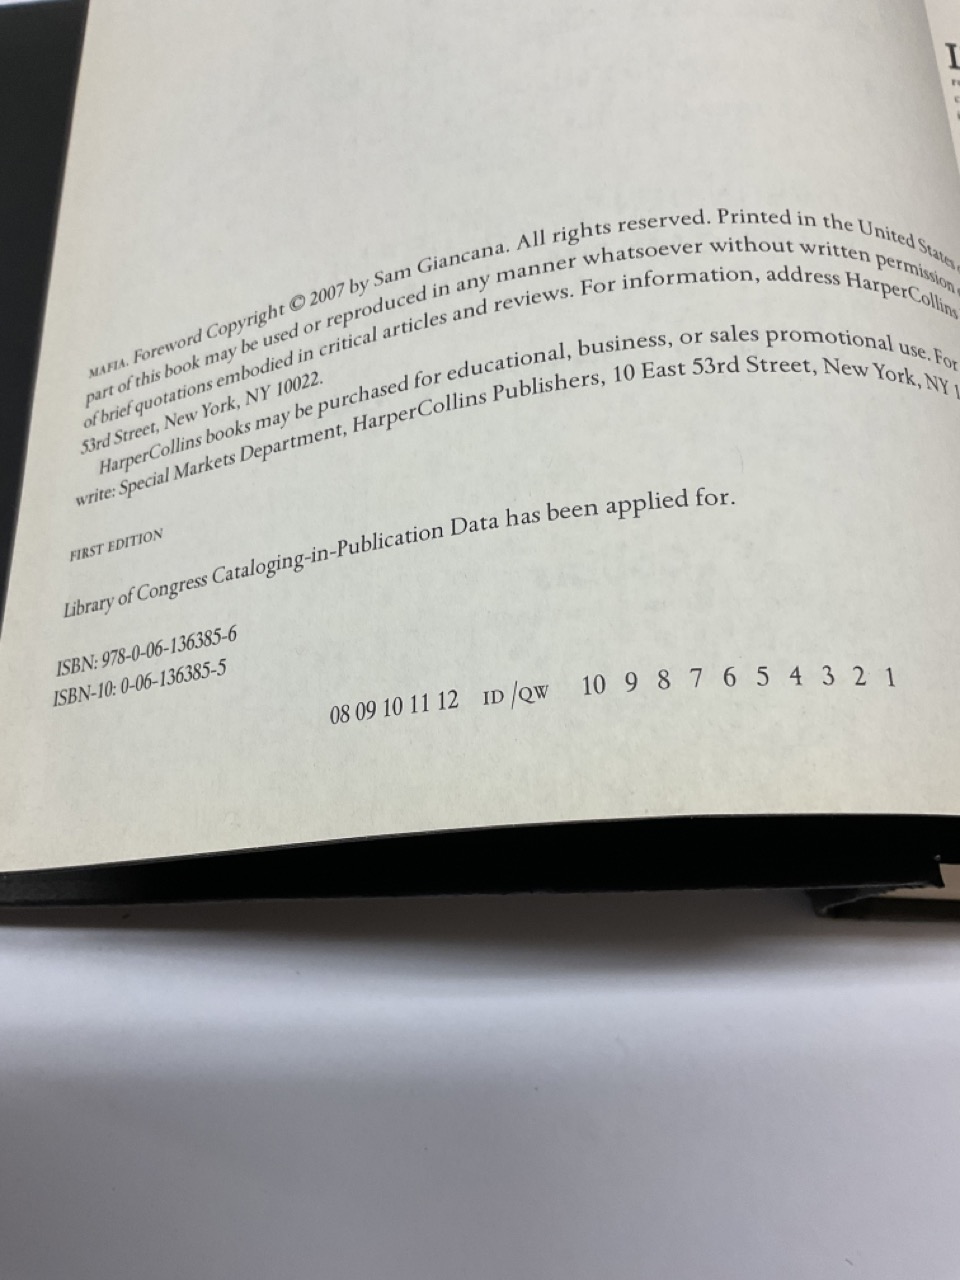 MAFIA. Foreword Copyright © 2007 by Sam Giancana. All rights reserved. Printed in the United States
part of this book may be used or reproduced in any manner whatsoever without written permission
of brief quotations embodied in critical articles and reviews. For information, address HarperCollins
53rd Street, New York, NY 10022.
HarperCollins books may be purchased for educational, business, or sales promotional use. For
write: Special Markets Department, HarperCollins Publishers, 10 East 53rd Street, New York, NY 1
FIRST EDITION
Library of Congress Cataloging-in-Publication Data has been applied for.
ISBN: 978-0-06-136385-6
ISBN-10: 0-06-136385-5
08 09 10 11 12 ID/QW 10 9 8 7 6 5 4 3 2 1